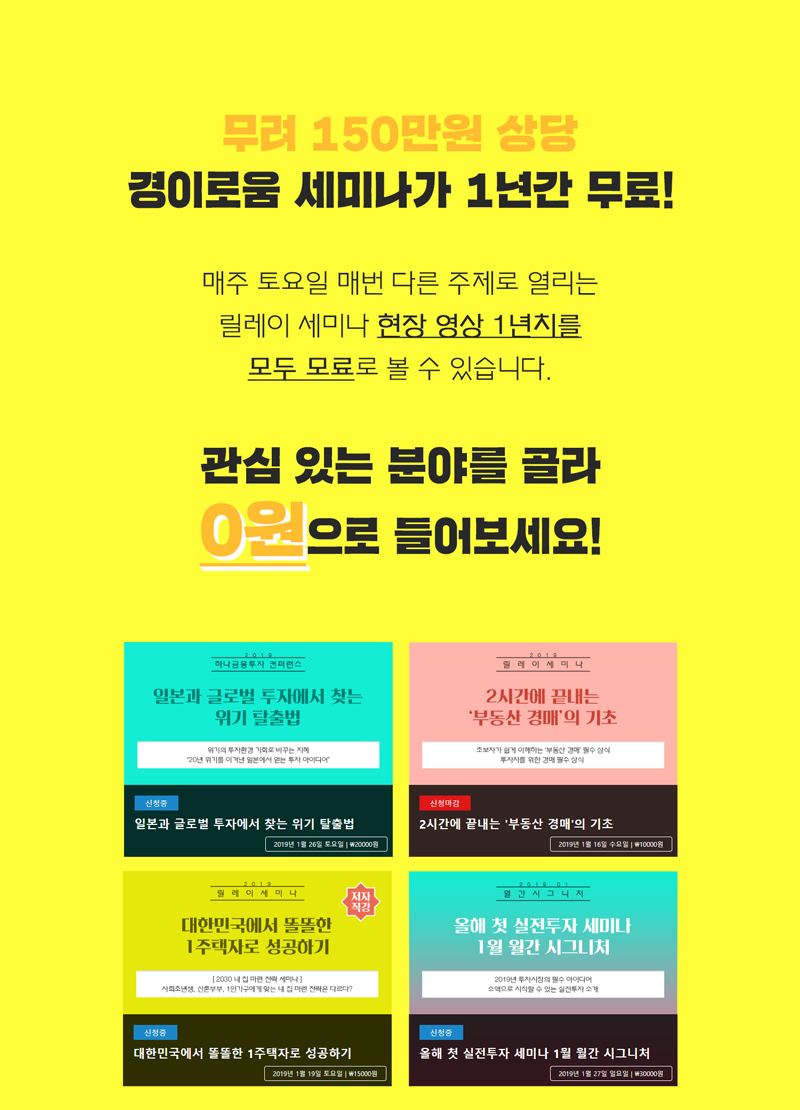 무려 150만원 상당
경이로움 세미나가 1년간 무료!
매주 토요일 매번 다른 주제로 열리는
릴레이 세미나 현장 영상 1년치를
모두 모료로 볼 수 있습니다.
관심 있는 분야를 골라
0원으로 들어보세요!
2019
하나금융투자 컨퍼런스
일본과 글로벌 투자에서 찾는
위기 탈출법
위기의 투자환경 기회로 바꾸는 지혜
"20년 위기를 이겨낸 일본에서 얻는 투자 아이디어"
신청중
일본과 글로벌 투자에서 찾는 위기 탈출법
2019년 1월 26일 토요일 | ₩20000원
2019
릴레이세미나
2시간에 끝내는
'부동산 경매'의 기초
초보자가 쉽게 이해하는 '부동산 경매' 필수 상식
투자자를 위한 경매 필수 상식
신청마감
2시간에 끝내는 '부동산 경매'의 기초
2019년 1월 16일 수요일 | ₩10000원
2019
릴레이세미나
저자
직강
대한민국에서 똘똘한
1주택자로 성공하기
[ 2030 내 집 마련 전략 세미나 ]
사회초년생, 신혼부부, 1인가구에게 맞는 내 집 마련 전략은 다르다?
신청중
대한민국에서 똘똘한 1주택자로 성공하기
2019년 1월 19일 토요일 | ₩15000원
2019.01
월간시그니처
올해 첫 실전투자 세미나
1월 월간 시그니처
2019년 투자시장의 필수 아이디어
소액으로 시작할 수 있는 실전투자 소개
신청중
올해 첫 실전투자 세미나 1월 월간 시그니처
2019년 1월 27일 일요일 | ₩30000원